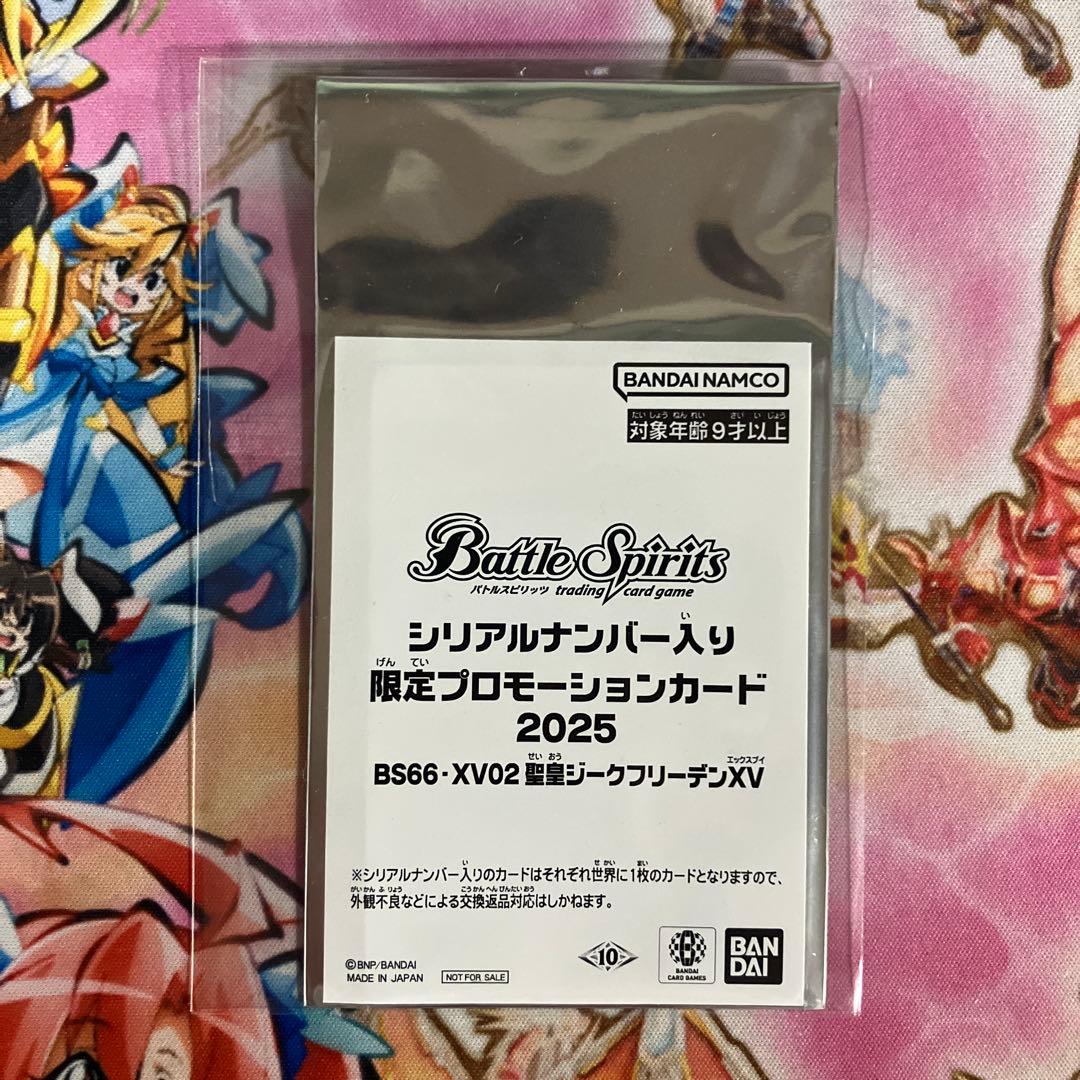 BANDAI NAMCO
たいしょうねんれい さいいじょう
対象年齢9才以上
Battle Spirits
バトルスピリッツ trading card game
い
シリアルナンバー入り
げんてい
限定プロモーションカード
2025
せいおう エックスブイ
BS66-XV02 聖皇ジークフリーデンXV
い せかい まい
※シリアルナンバー入りのカードはそれぞれ世界に1枚のカードとなりますので、
がいかんふりょう こうかんへんぴんたいおう
外観不良などによる交換返品対応はしかねます。
©BNP/BANDAI
MADE IN JAPAN NOT FOR SALE
10
BANDAI
CARD GAMES
BAN
DAI